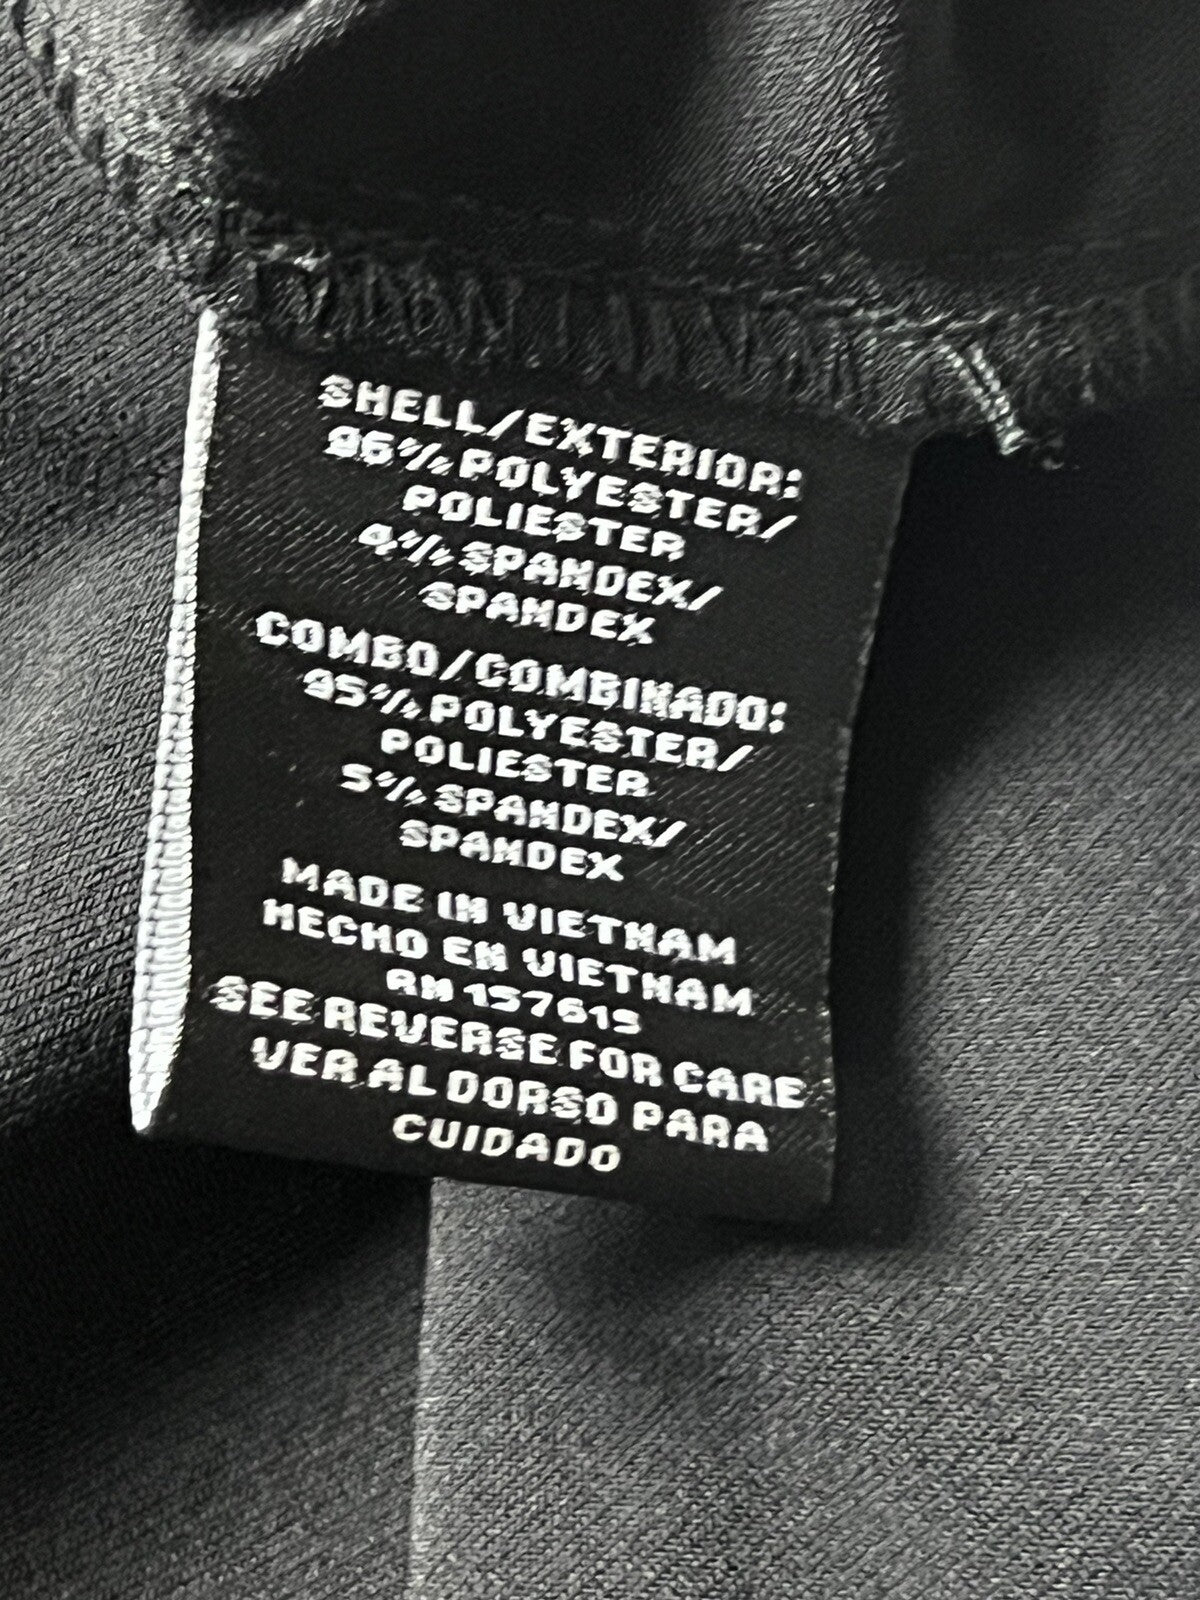 SHELL/EXTERIOR:
96% POLYESTER/
POLIESTER
4% SPANDEX/
SPANDEX
COMBO/COMBINADO:
95% POLYESTER/
POLIESTER
5% SPANDEX/
SPANDEX
MADE IN VIETNAM
HECHO EN VIETNAM
RN 157615
SEE REVERSE FOR CARE
VER AL DORSO PARA
CUIDADO